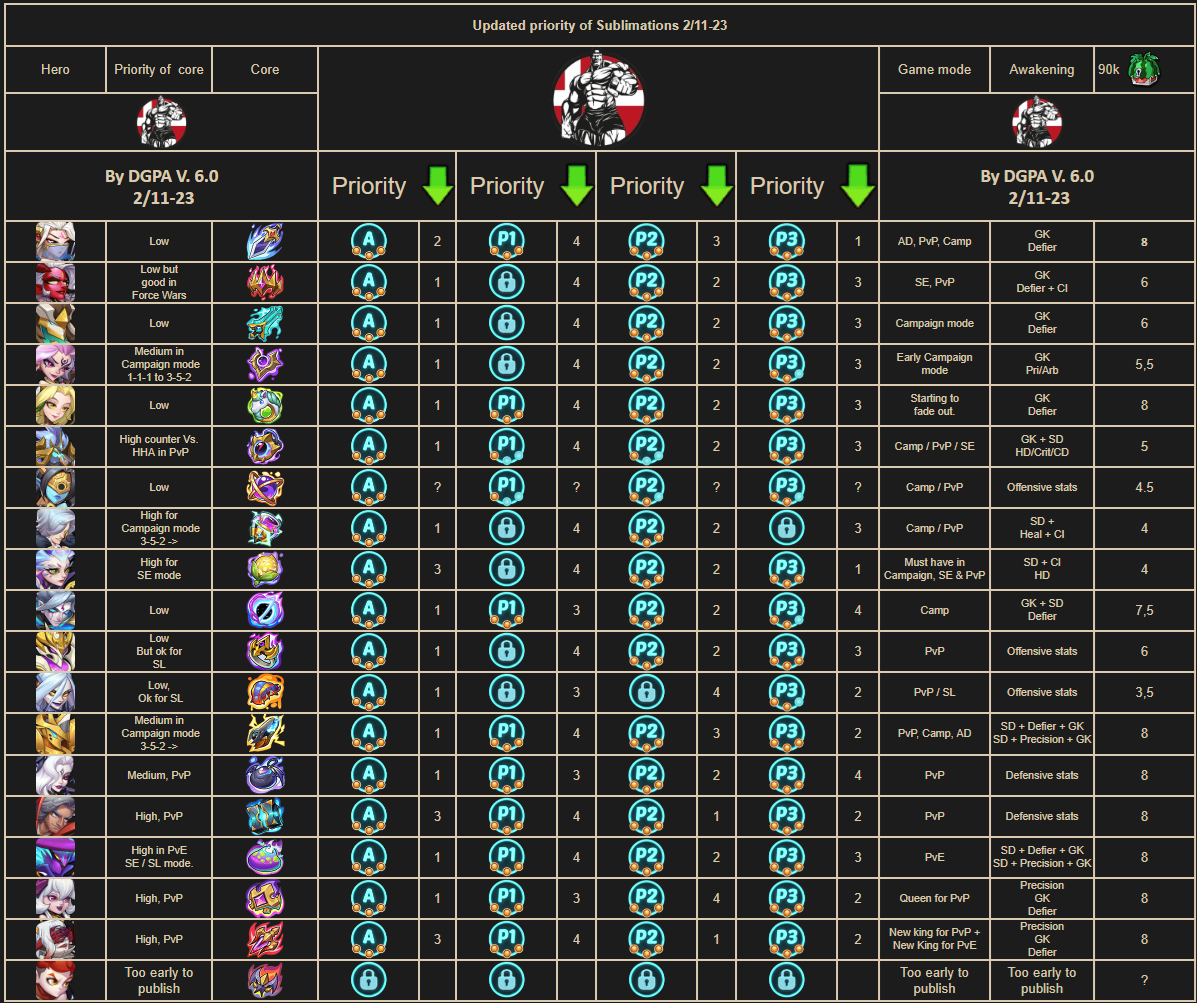 Updated priority of Sublimations 2/11-23
Hero Priority of core Core Game mode Awakening 90k
By DGPA V. 6.0
2/11-23
Priority Priority Priority Priority
By DGPA V. 6.0
2/11-23
Low A 2 P1 4 P2 3 P3 1 AD, PvP, Camp GK
Defier 8
Low but
good in
Force Wars A 1 4 P2 2 P3 3 SE, PvP GK
Defier + CI 6
Low A 1 4 P2 2 P3 3 Campaign mode GK
Defier 6
Medium in
Campaign mode
1-1-1 to 3-5-2 A 1 4 P2 2 P3 3 Early Campaign
mode GK
Pri/Arb 5,5
Low A 1 P1 4 P2 2 P3 3 Starting to
fade out. GK
Defier 8
High counter Vs.
HHA in PvP A 1 P1 4 P2 2 P3 3 Camp / PvP / SE GK + SD
HD/Crit/CD 5
Low A ? P1 ? P2 ? P3 ? Camp / PvP Offensive stats 4.5
High for
Campaign mode
3-5-2 -> A 1 4 P2 2 3 Camp / PvP SD +
Heal + CI 4
High for
SE mode A 3 4 P2 2 P3 1 Must have in
Campaign, SE & PvP SD + CI
HD 4
Low A 1 P1 3 P2 2 P3 4 Camp GK + SD
Defier 7,5
Low
But ok for
SL A 1 4 P2 2 P3 3 PvP Offensive stats 6
Low,
Ok for SL A 1 3 4 P3 2 PvP / SL Offensive stats 3,5
Medium in
Campaign mode
3-5-2 -> A 1 P1 4 P2 3 P3 2 PvP, Camp, AD SD + Defier + GK
SD + Precision + GK 8
Medium, PvP A 1 P1 3 P2 2 P3 4 PvP Defensive stats 8
High, PvP A 3 P1 4 P2 1 P3 2 PvP Defensive stats 8
High in PvE
SE / SL mode. A 1 P1 4 P2 2 P3 3 PvE SD + Defier + GK
SD + Precision + GK 8
High, PvP A 1 P1 3 P2 4 P3 2 Queen for PvP Precision
GK
Defier 8
High, PvP A 3 P1 4 P2 1 P3 2 New king for PvP +
New King for PvE Precision
GK
Defier 8
Too early to
publish Too early to
publish Too early to
publish ?